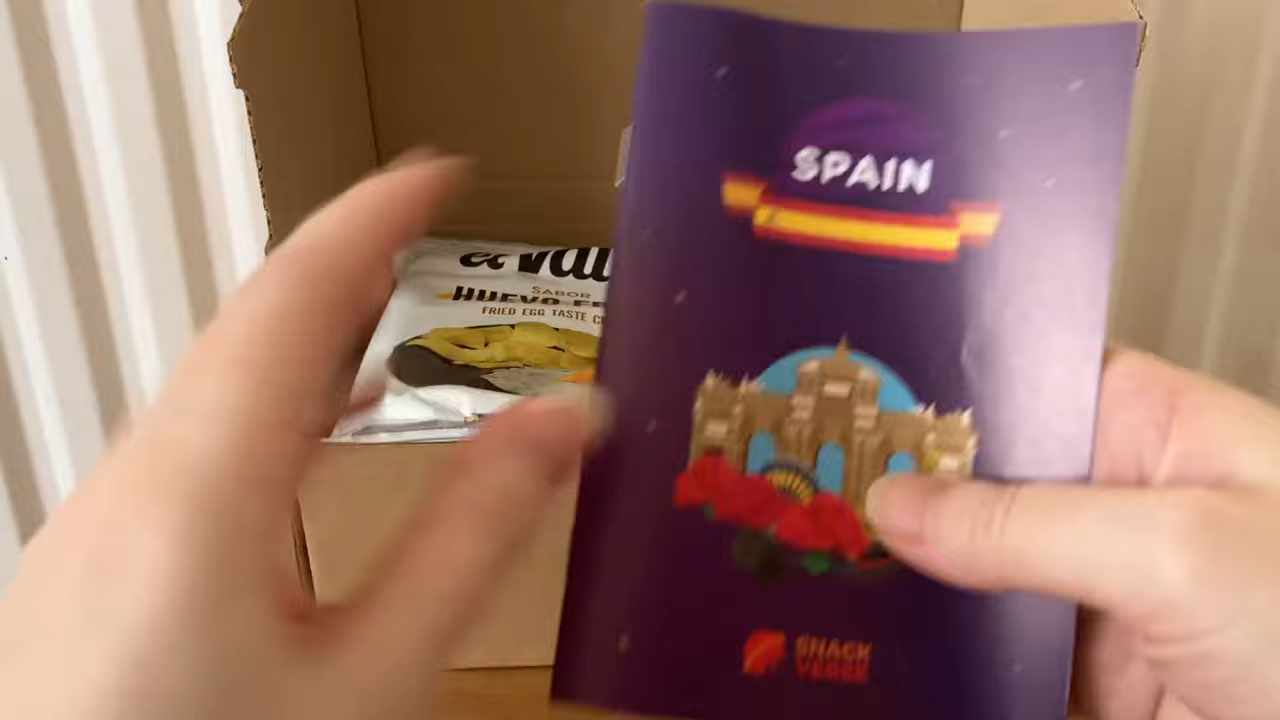 SPAIN
SABOR
HUEVO
FRIED EGG TASTE
SNACK
VERSE